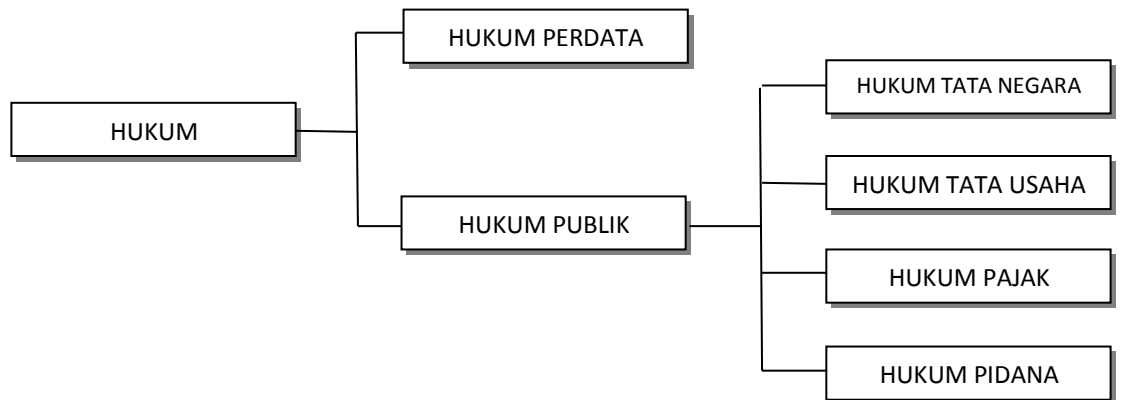 HUKUM
HUKUM PERDATA
HUKUM PUBLIK
HUKUM TATA NEGARA
HUKUM TATA USAHA
HUKUM PAJAK
HUKUM PIDANA